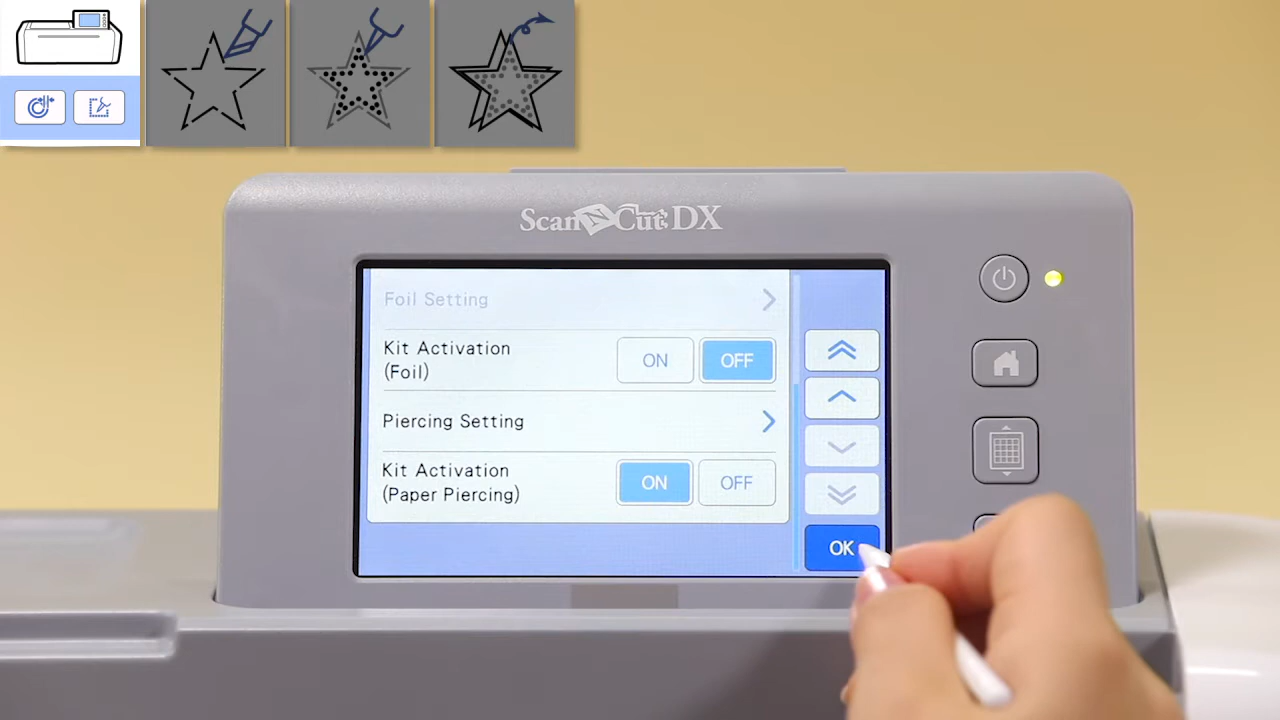 ScanNCut DX
Foil Setting
Kit Activation
(Foil)
ON
OFF
Piercing Setting
Kit Activation
(Paper Piercing)
ON
OFF
OK